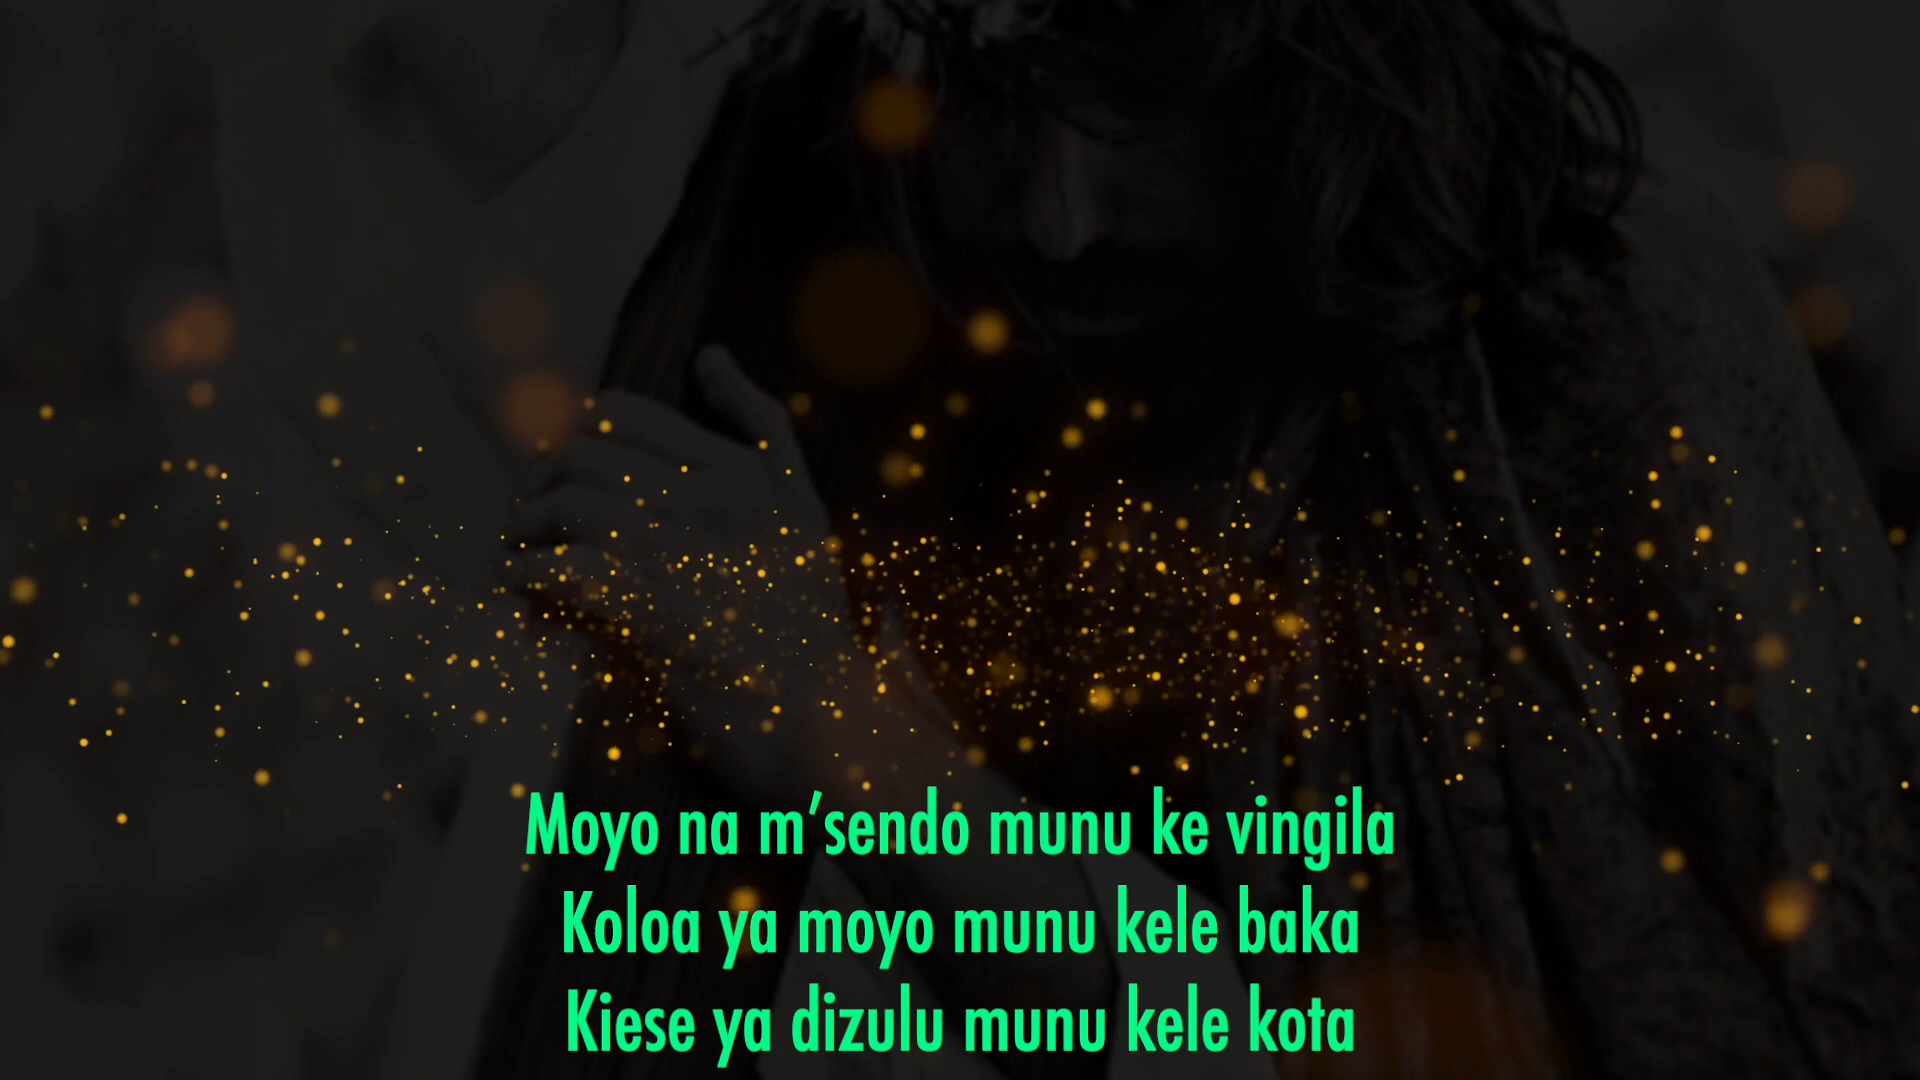 Moyo na m’sendo munu ke vingila
Koloa ya moyo munu kele baka
Kiese ya dizulu munu kele kota